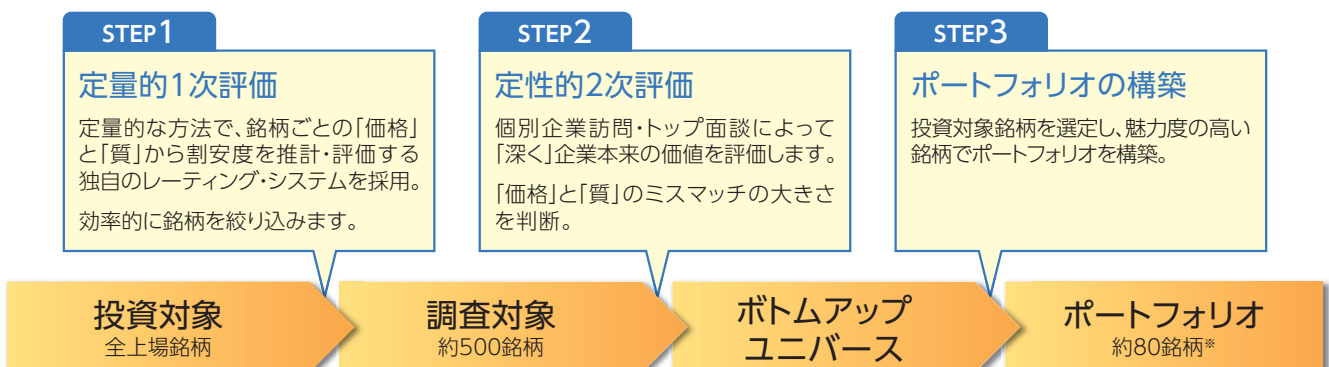 STEP1
定量的1次評価
定量的な方法で、銘柄ごとの「価格」
と「質」から割安度を推計・評価する
独自のレーティング・システムを採用。
効率的に銘柄を絞り込みます。
STEP2
定性的2次評価
個別企業訪問・トップ面談によって
「深く」企業本来の価値を評価します。
「価格」と「質」のミスマッチの大きさ
を判断。
STEP3
ポートフォリオの構築
投資対象銘柄を選定し、魅力度の高い
銘柄でポートフォリオを構築。
投資対象
全上場銘柄
調査対象
約500銘柄
ボトムアップ
ユニバース
ポートフォリオ
約80銘柄※